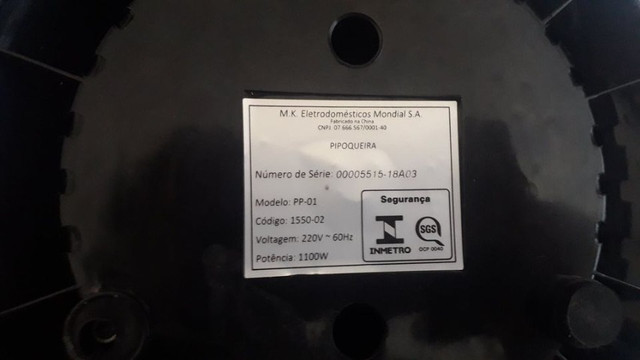 M.K. Eletrodomésticos Mondial S.A.
Fabricado na China
CNPJ. 07.666.567/0001-40
PIPOQUEIRA
Número de Série: 00005515-18A03
Modelo: PP-01
Código: 1550-02
Voltagem: 220V ~ 60Hz
Potência: 1100W
Segurança
INMETRO
SGS
OCP 0040